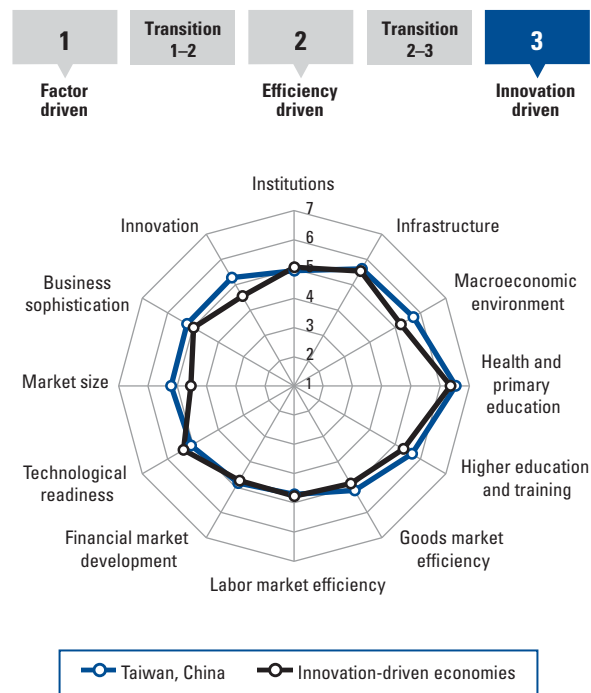 1
Transition
1–2
2
Transition
2–3
3
Factor
driven
Efficiency
driven
Innovation
driven
Institutions
7
Innovation
Infrastructure
6
Business
sophistication
5
Macroeconomic
environment
4
3
2
Market size
1
Health and
primary
education
Technological
readiness
Higher education
and training
Financial market
development
Goods market
efficiency
Labor market efficiency
Taiwan, China
Innovation-driven economies